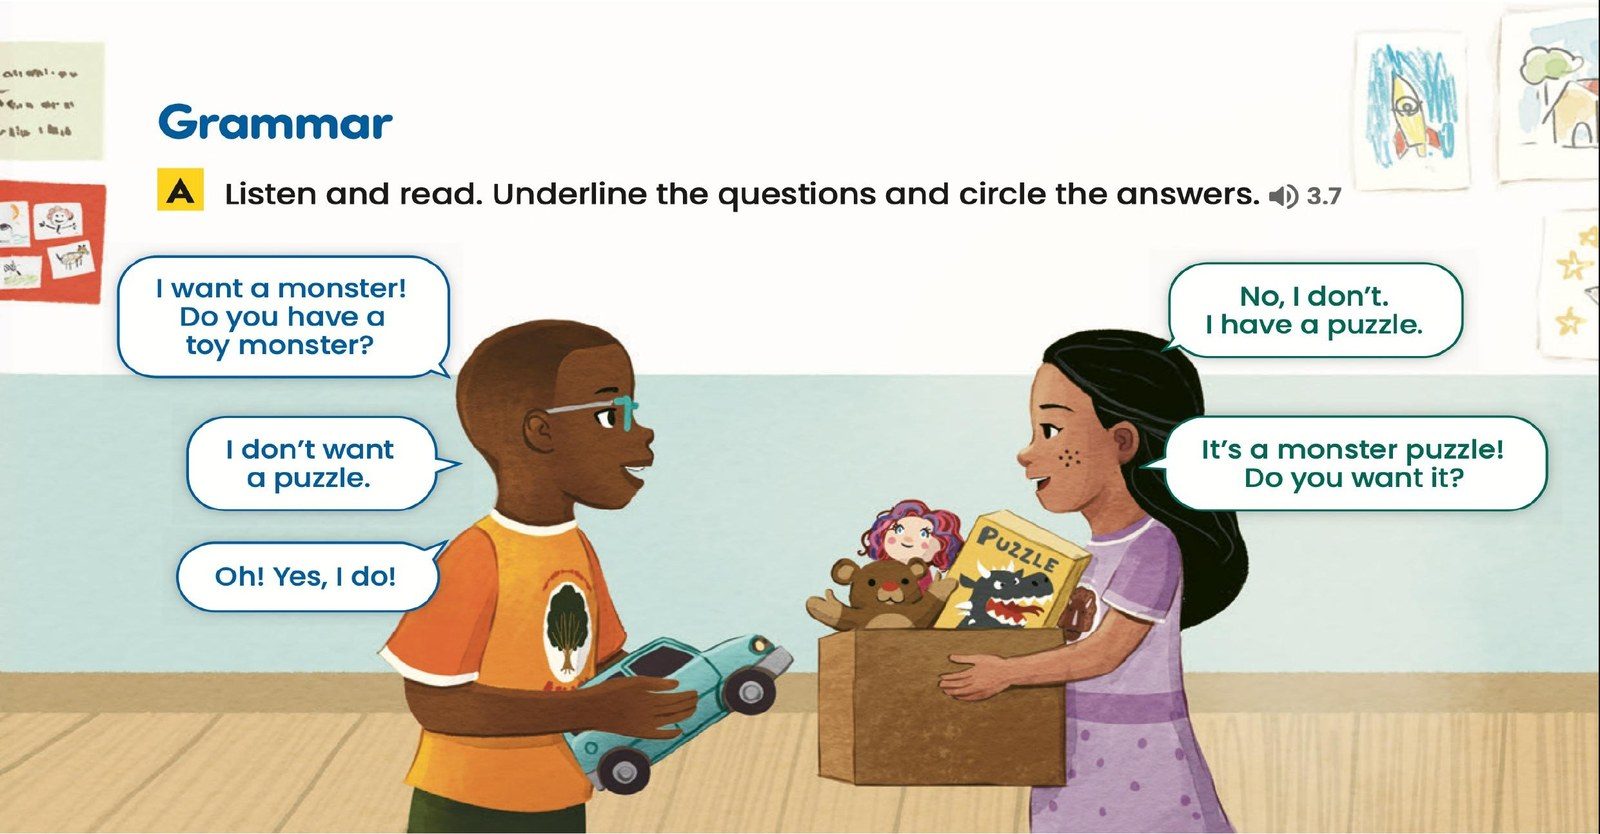 Grammar
A Listen and read. Underline the questions and circle the answers. 3.7
I want a monster!
Do you have a
toy monster?
No, I don't.
I have a puzzle.
I don't want
a puzzle.
It's a monster puzzle!
Do you want it?
Oh! Yes, I do!
PUZZLE